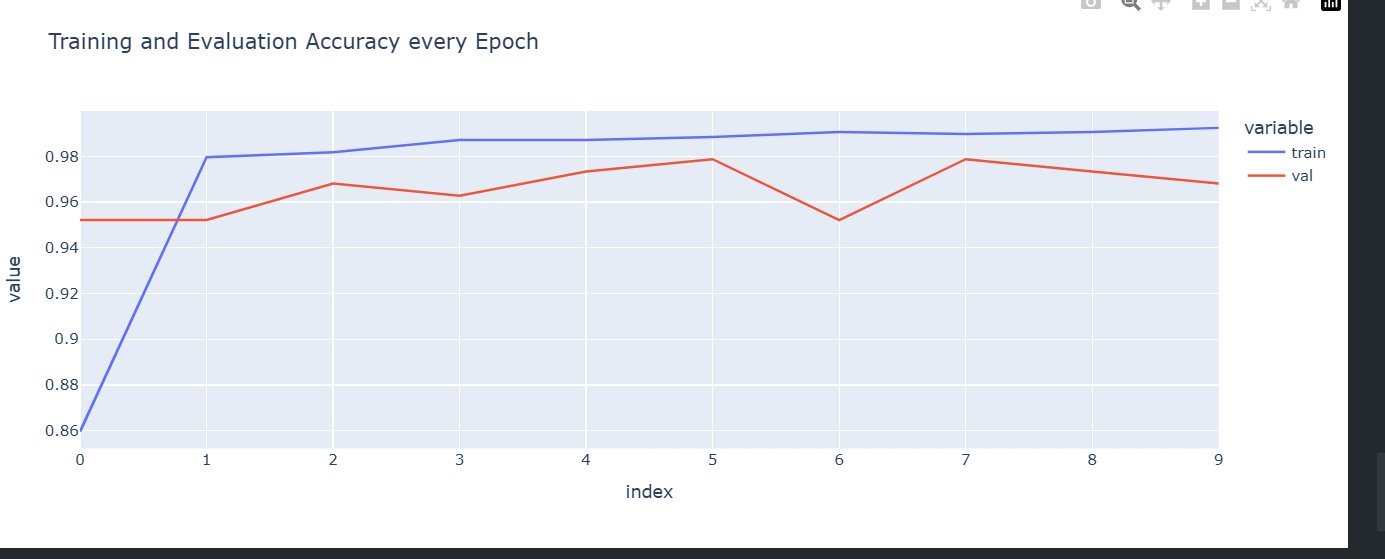 Training and Evaluation Accuracy every Epoch
variable
train
val
value
0.98
0.96
0.94
0.92
0.9
0.88
0.86
0 1 2 3 4 5 6 7 8 9
index